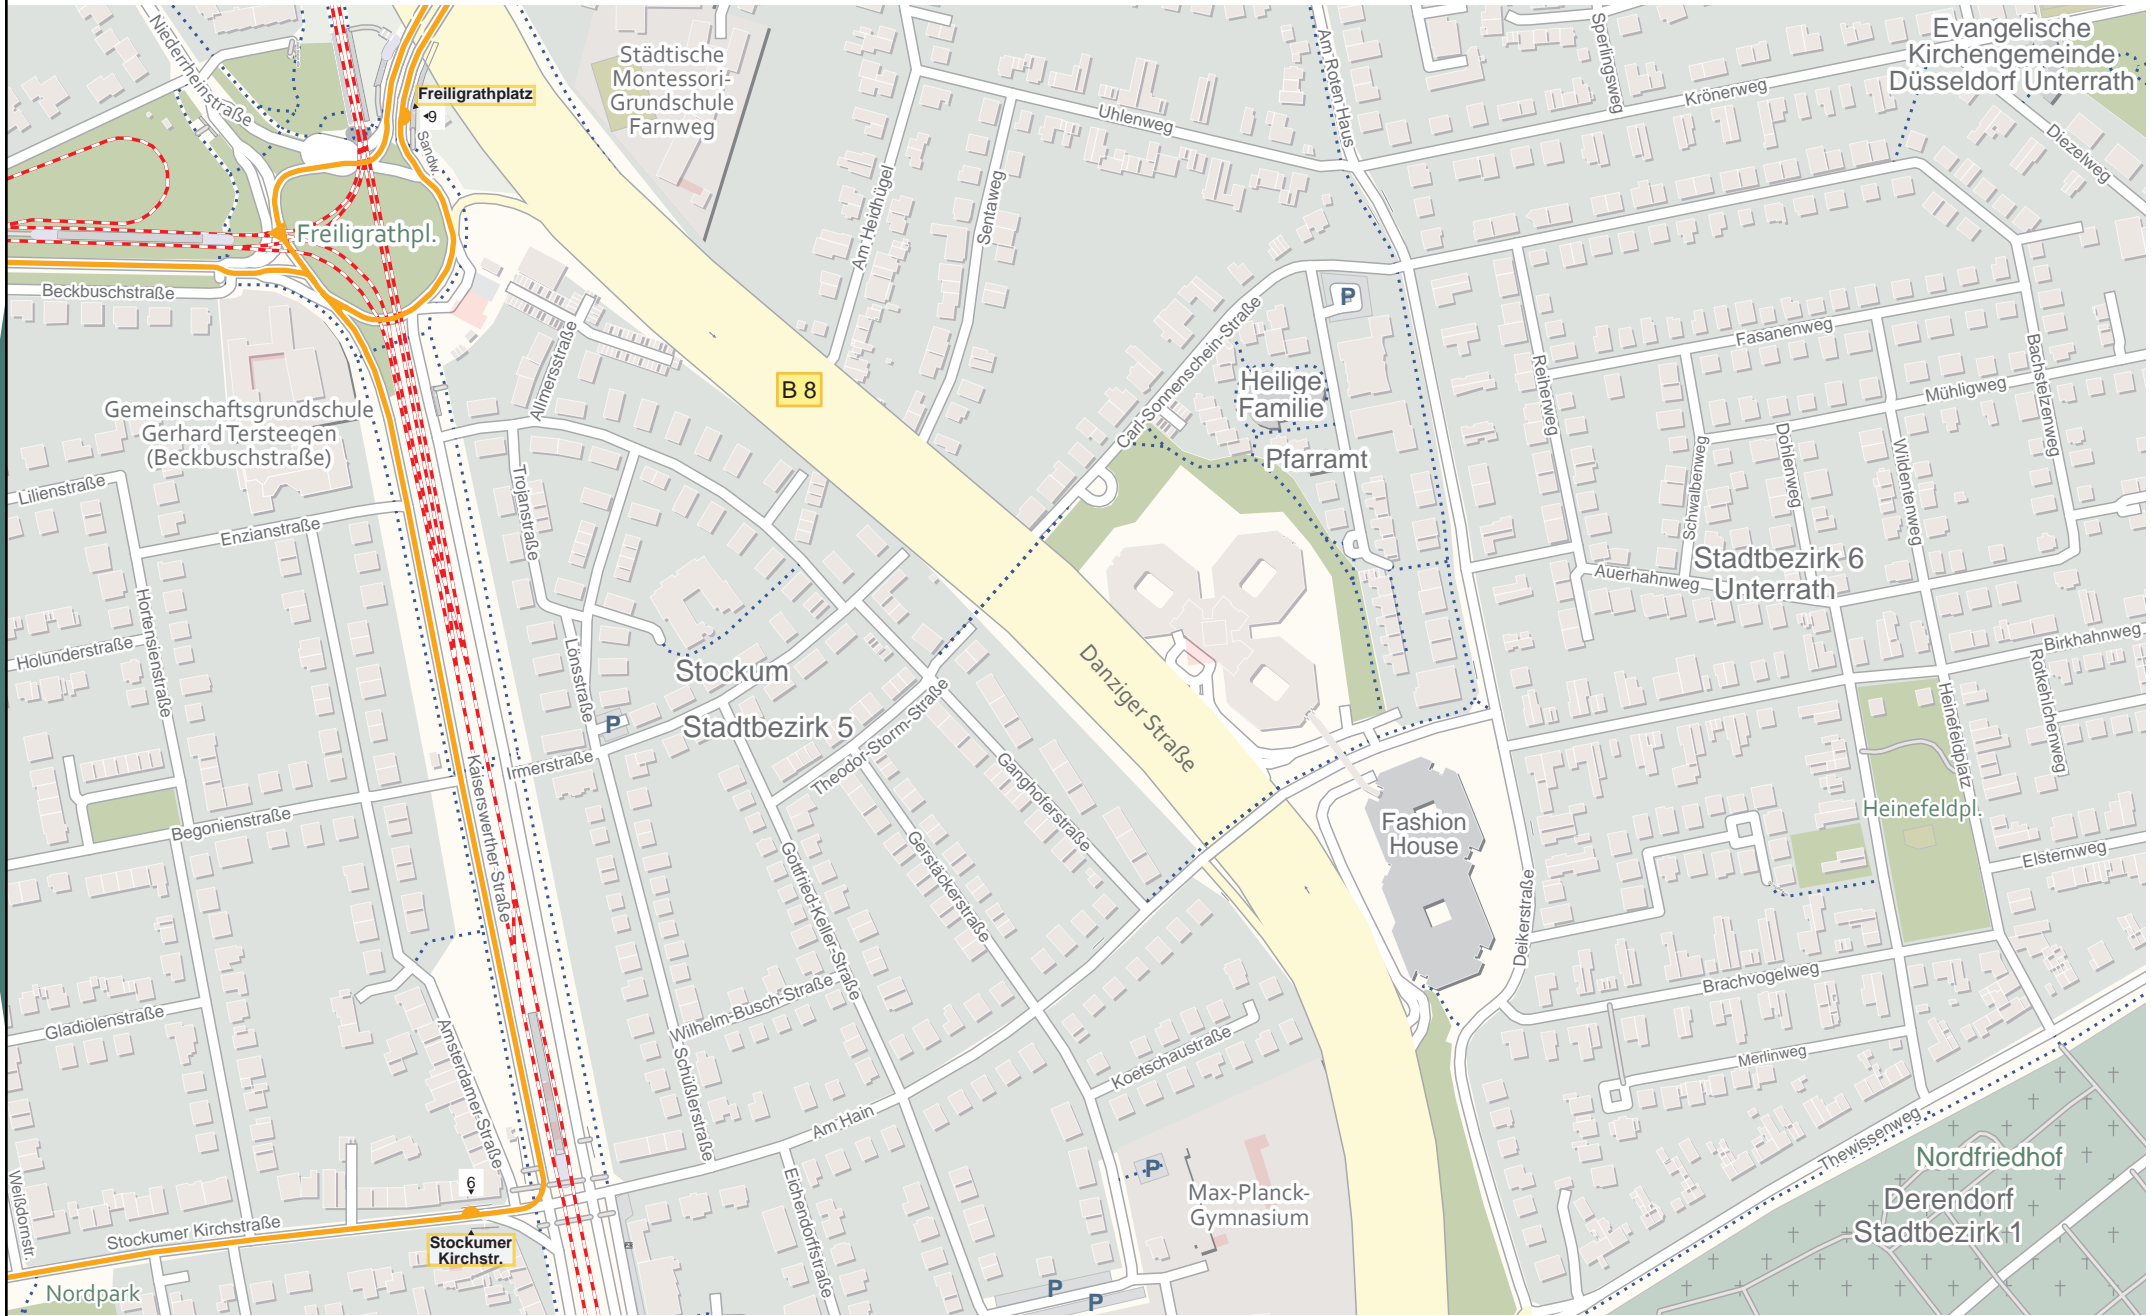 Niederrheinstraße
Städtische
Montessori-
Grundschule
Farnweg
Am Roten Haus
Sperlingsweg
Evangelische
Kirchengemeinde
Düsseldorf Unterrath
Freiligrathplatz
9
Sandw.
Uhlenweg
Krönerweg
Diezelweg
Am Heidhügel
Sentaweg
Freiligrathpl.
Beckbuschstraße
P
Carl-Sonnenschein-Straße
Allmersstraße
B 8
Fasanenweg
Reiherweg
Bachstelzenweg
Mühligweg
Heilige
Familie
Pfarramt
Gemeinschaftsgrundschule
Gerhard Tersteegen
(Beckbuschstraße)
Schwalbenweg
Dohlenweg
Wildentenweg
Lilienstraße
Enzianstraße
Trojanstraße
Stadtbezirk 6
Unterrath
Auerhahnweg
Hortensienstraße
Holunderstraße
Lönsstraße
Stockum
Stadtbezirk 5
P
Danziger Straße
Birkhahnweg
Rotkehlchenweg
Heinefeldplatz
Theodor-Storm-Straße
Irmerstraße
Kaiserswerther-Straße
Ganghoferstraße
Gerstäckerstraße
Gottfried-Keller-Straße
Begonienstraße
Fashion
House
Heinefeldpl.
Elsternweg
Deikerstraße
Brachvogelweg
Wilhelm-Busch-Straße
Gladiolenstraße
Amsterdamer-Straße
Schüßlerstraße
Koetschaustraße
Merlinweg
Am Hain
Thewissenweg
Nordfriedhof
Derendorf
Stadtbezirk 1
Eichendorffstraße
P
Max-Planck-
Gymnasium
Weißdornstr.
6
Stockumer Kirchstraße
Stockumer
Kirchstr.
Nordpark
P
P